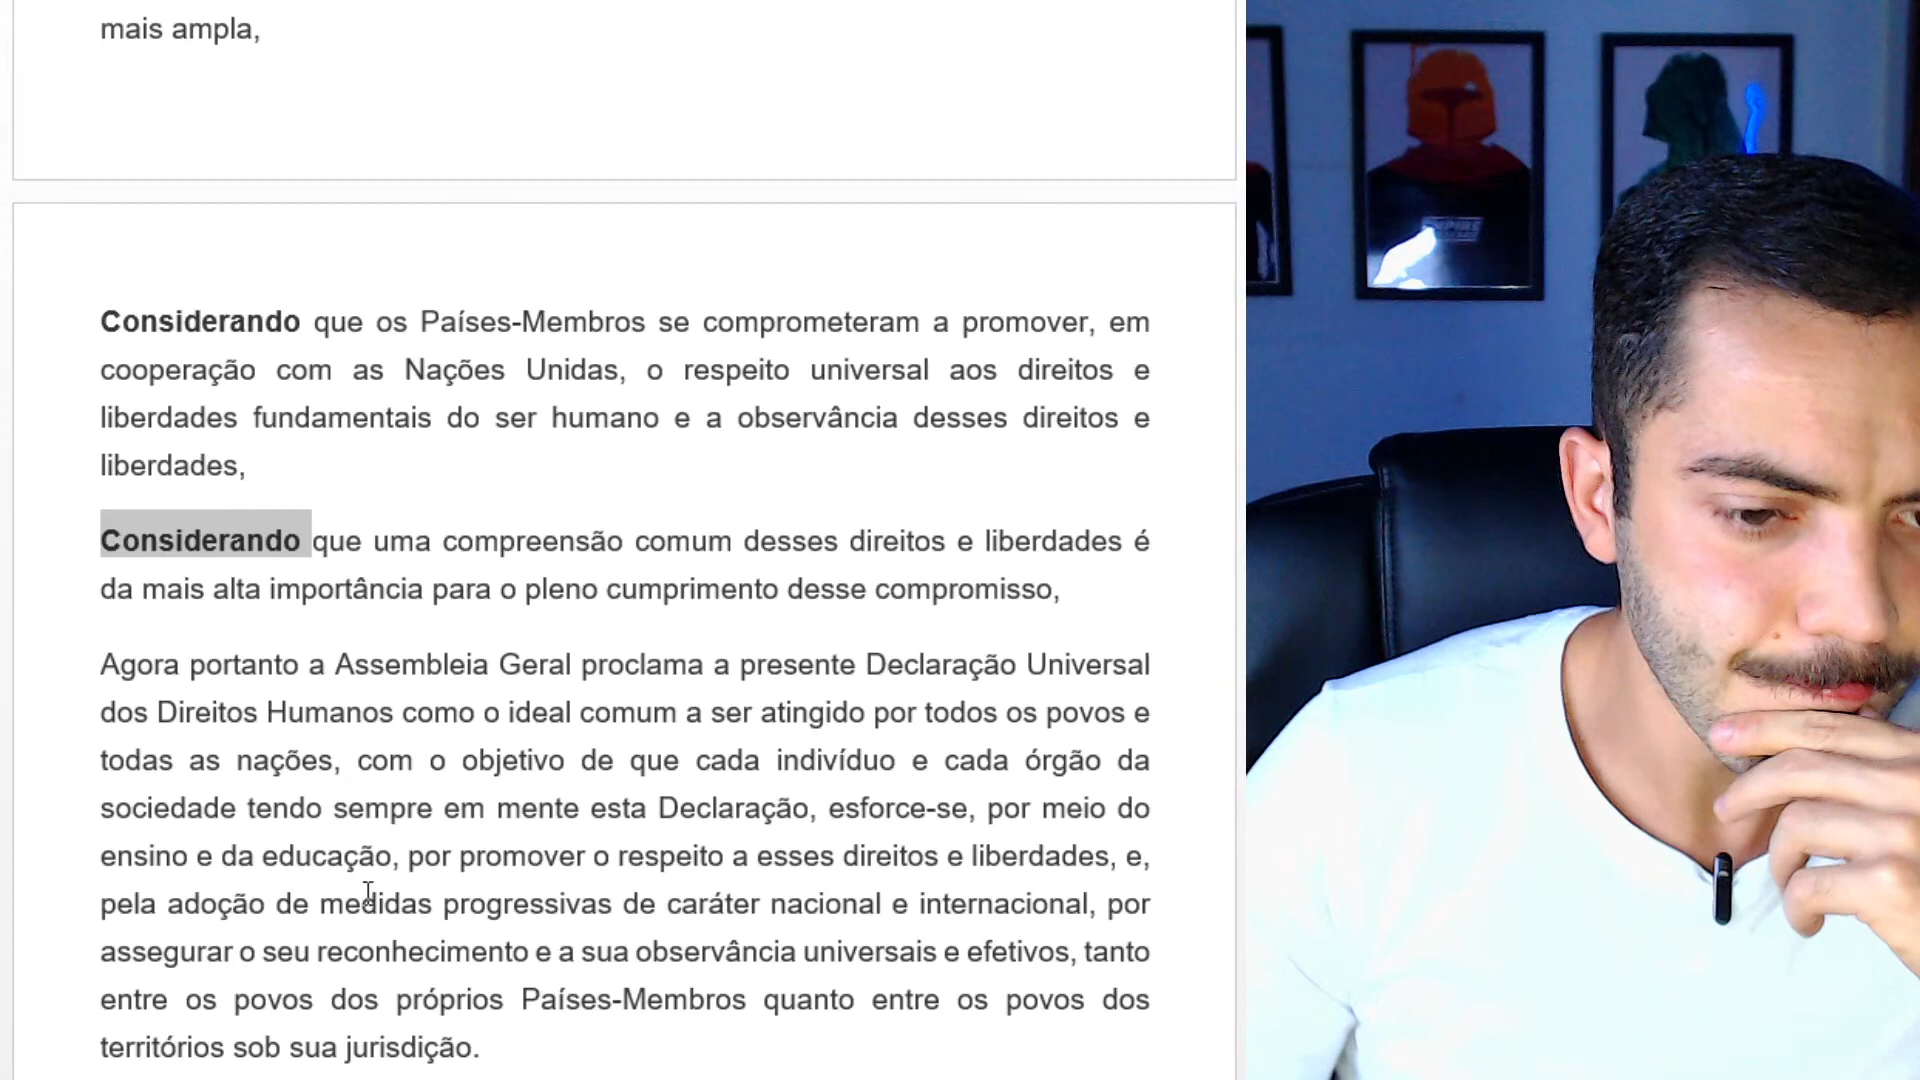 mais ampla,
Considerando que os Países-Membros se comprometeram a promover, em
cooperação com as Nações Unidas, o respeito universal aos direitos e
liberdades fundamentais do ser humano e a observância desses direitos e
liberdades,
Considerando que uma compreensão comum desses direitos e liberdades é
da mais alta importância para o pleno cumprimento desse compromisso,
Agora portanto a Assembleia Geral proclama a presente Declaração Universal
dos Direitos Humanos como o ideal comum a ser atingido por todos os povos e
todas as nações, com o objetivo de que cada indivíduo e cada órgão da
sociedade tendo sempre em mente esta Declaração, esforce-se, por meio do
ensino e da educação, por promover o respeito a esses direitos e liberdades, e,
pela adoção de medidas progressivas de caráter nacional e internacional, por
assegurar o seu reconhecimento e a sua observância universais e efetivos, tanto
entre os povos dos próprios Países-Membros quanto entre os povos dos
territórios sob sua jurisdição.